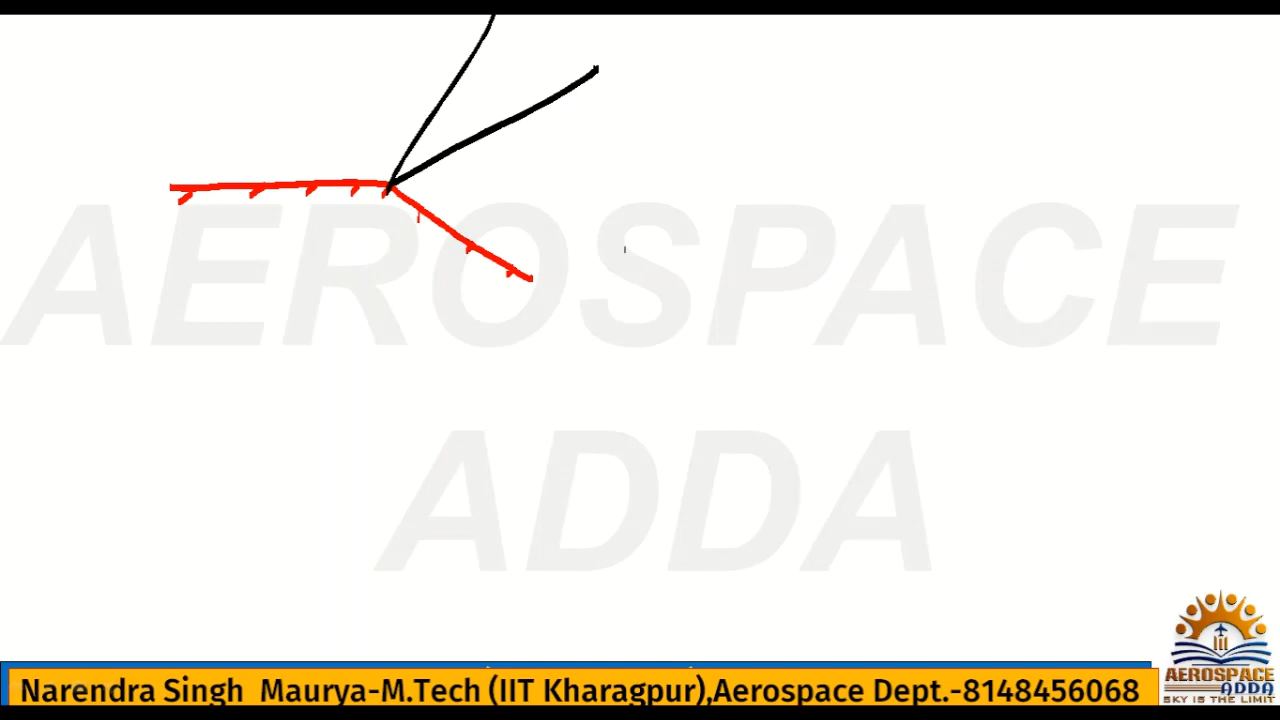 AEROSPACE
ADDA
Narendra Singh Maurya-M.Tech (IIT Kharagpur),Aerospace Dept.-8148456068
AEROSPACE
ADDA
SKY IS THE LIMIT